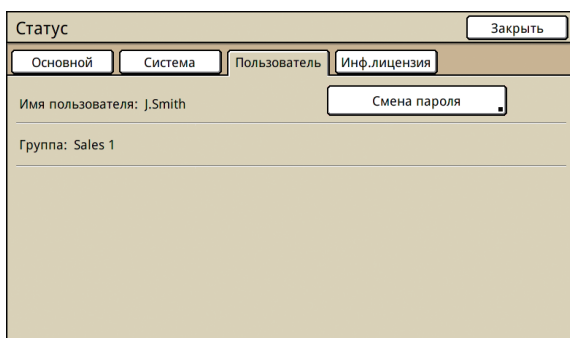 Статус
Закрыть
Основной
Система
Пользователь
Инф.лицензия
Имя пользователя: J.Smith
Смена пароля
Группа: Sales 1